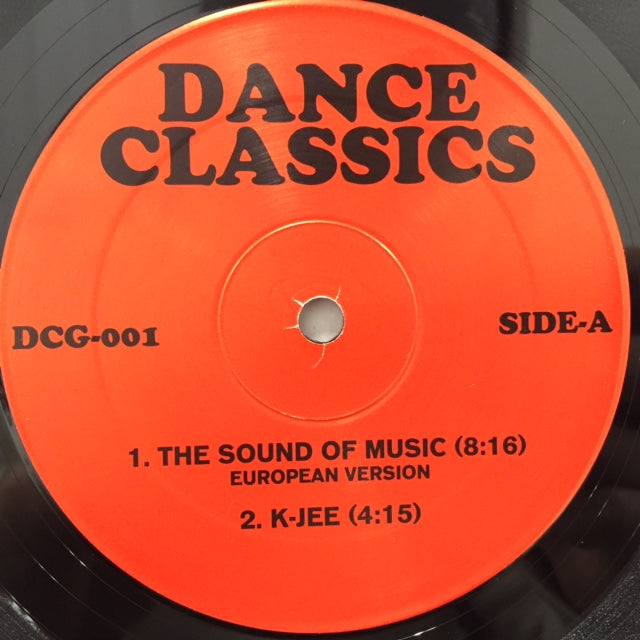 DANCE
CLASSICS
DCG-001
SIDE-A
1. THE SOUND OF MUSIC (8:16)
EUROPEAN VERSION
2. K-JEE (4:15)